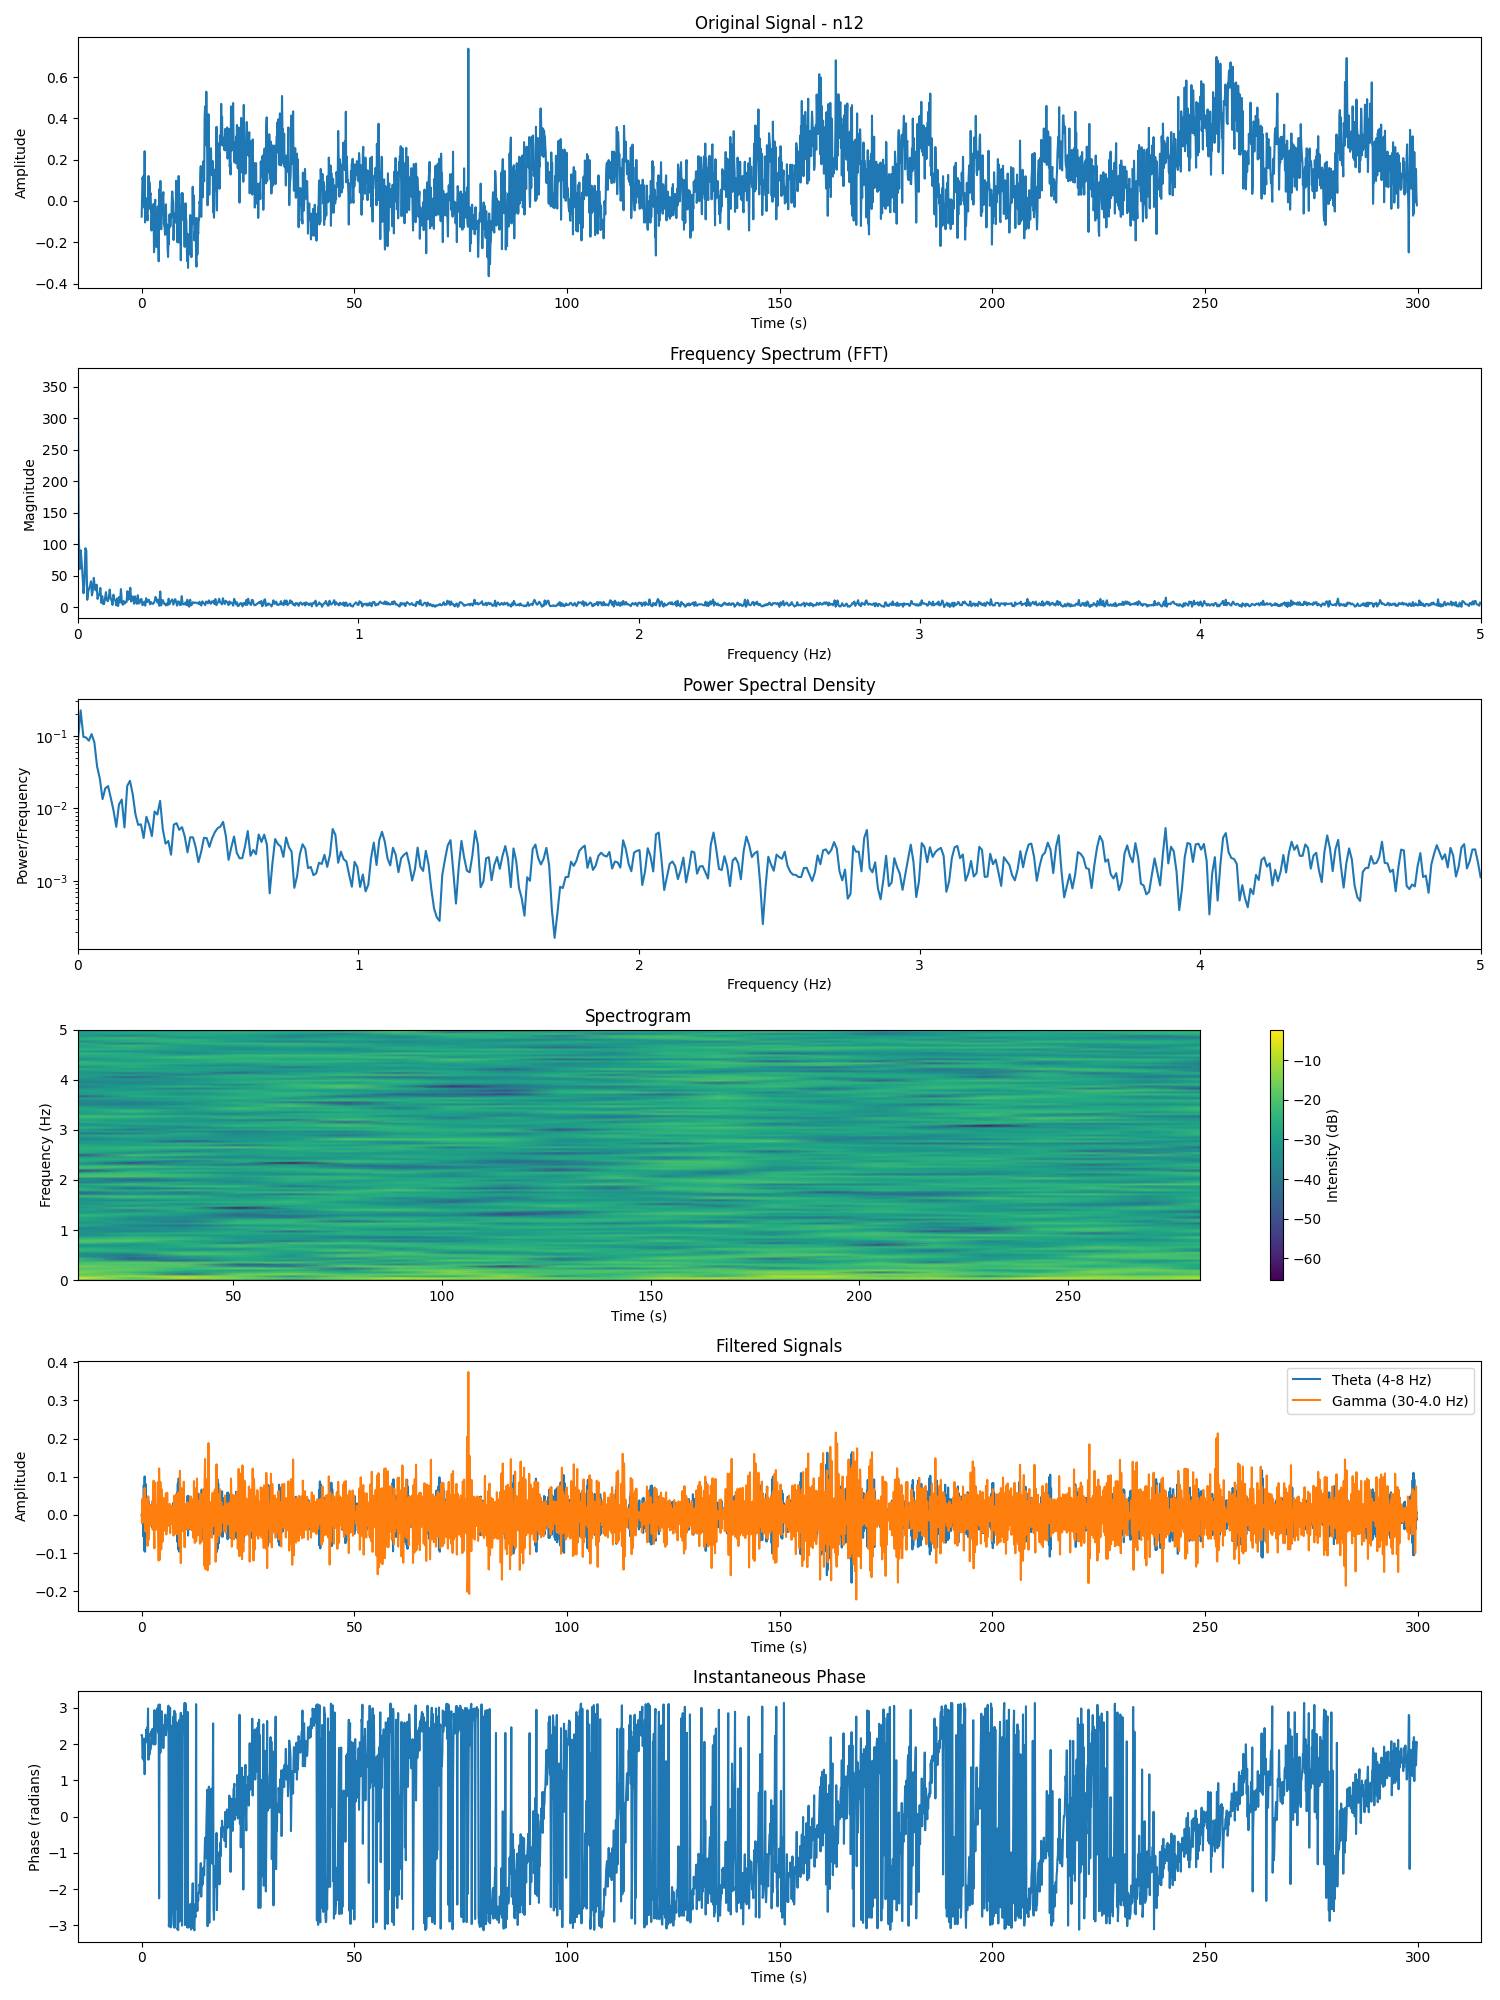 Original Signal - n12
Amplitude
0.6
0.4
0.2
0.0
−0.2
−0.4
0 50 100 150 200 250 300
Time (s)
Frequency Spectrum (FFT)
Magnitude
350
300
250
200
150
100
50
0
0 1 2 3 4 5
Frequency (Hz)
Power Spectral Density
Power/Frequency
10⁻¹
10⁻²
10⁻³
0 1 2 3 4 5
Frequency (Hz)
Spectrogram
Frequency (Hz)
5
4
3
2
1
0
50 100 150 200 250
Time (s)
−10
−20
−30
−40
−50
−60
Intensity (dB)
Filtered Signals
Amplitude
0.4
0.3
0.2
0.1
0.0
−0.1
−0.2
Theta (4-8 Hz)
Gamma (30-4.0 Hz)
0 50 100 150 200 250 300
Time (s)
Instantaneous Phase
Phase (radians)
3
2
1
0
−1
−2
−3
0 50 100 150 200 250 300
Time (s)